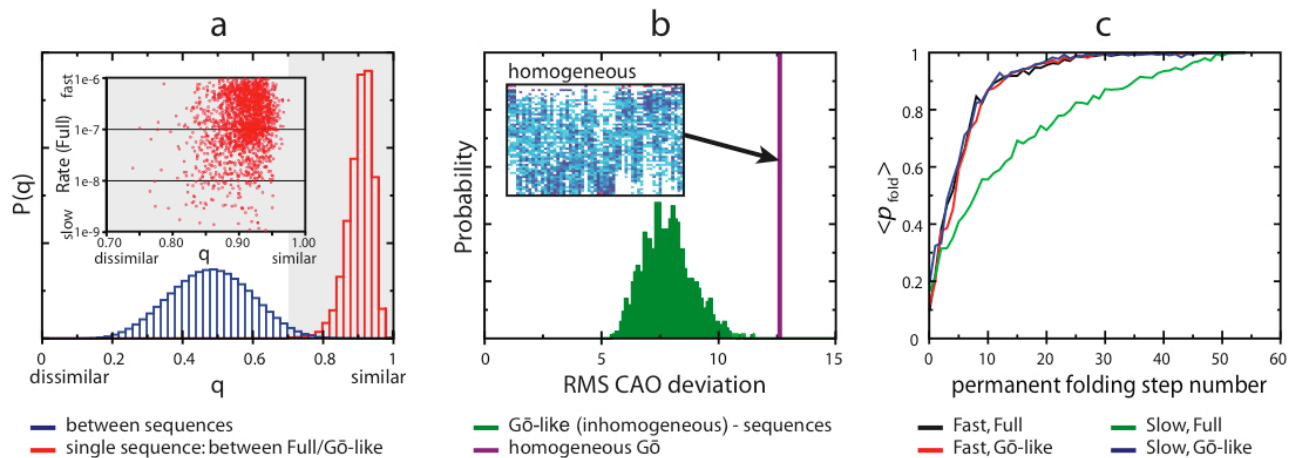 a
P(q)
fast
Rate (Full)
slow
1e-6
1e-7
1e-8
1e-9
0.70
0.80
0.90
1.00
dissimilar
q
similar
0
0.2
0.4
0.6
0.8
1
dissimilar
q
similar
between sequences
single sequence: between Full/Gō-like
b
homogeneous
Probability
0
5
10
15
RMS CAO deviation
Gō-like (inhomogeneous) - sequences
homogeneous Gō
c
<p fold>
1
0.8
0.6
0.4
0.2
0
0
10
20
30
40
50
60
permanent folding step number
Fast, Full
Fast, Gō-like
Slow, Full
Slow, Gō-like